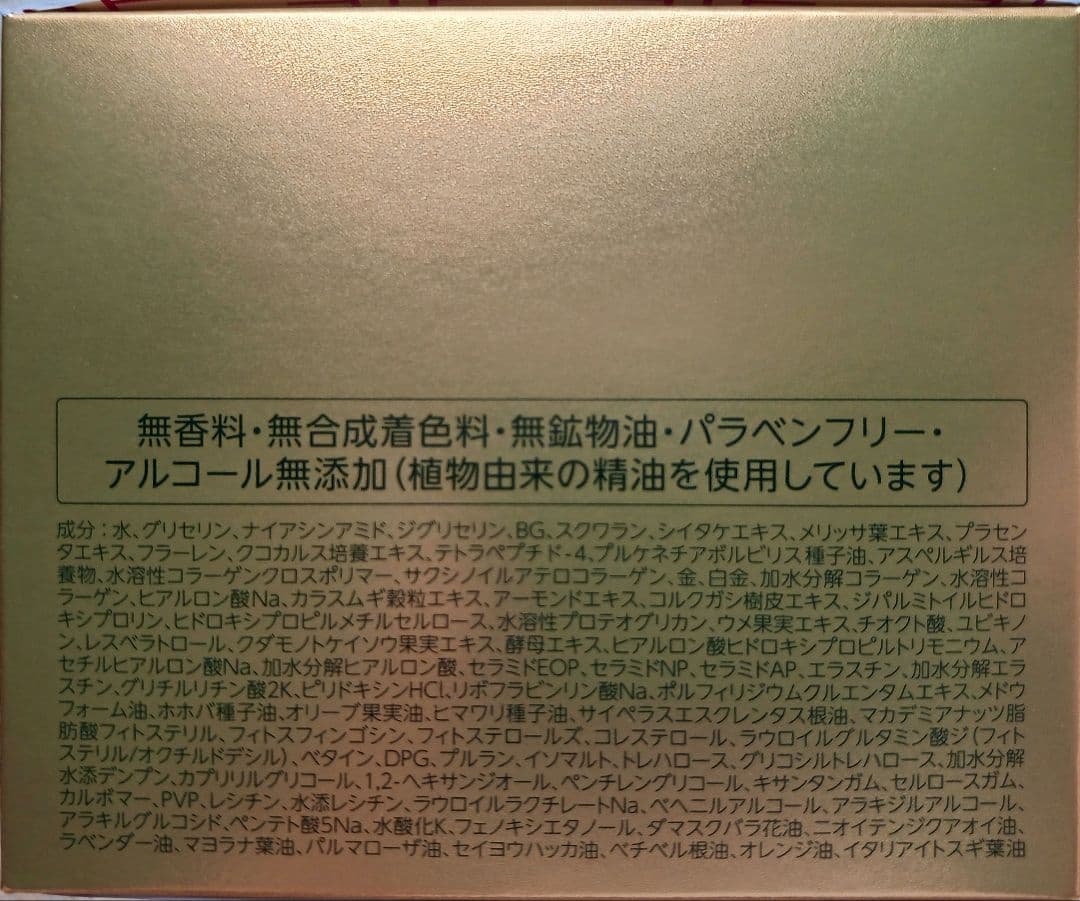 無香料・無合成着色料・無鉱物油・パラベンフリー・
アルコール無添加(植物由来の精油を使用しています)
成分：水、グリセリン、ナイアシンアミド、ジグリセリン、BG、スクワラン、シイタケエキス、メリッサ葉エキス、プラセン
タエキス、フラーレン、クコカルス培養エキス、テトラペプチド-4、プルケネチアボルビリス種子油、アスペルギルス培
養物、水溶性コラーゲンクロスポリマー、サクシノイルアテロコラーゲン、金、白金、加水分解コラーゲン、水溶性コ
ラーゲン、ヒアルロン酸Na、カラスムギ穀粒エキス、アーモンドエキス、コルクガシ樹皮エキス、ジパルミトイルヒドロ
キシプロリン、ヒドロキシプロピルメチルセルロース、水溶性プロテオグリカン、ウメ果実エキス、チオクト酸、ユビキノ
ン、レスベラトロール、クダモノトケイソウ果実エキス、酵母エキス、ヒアルロン酸ヒドロキシプロピルトリモニウム、ア
セチルヒアルロン酸Na、加水分解ヒアルロン酸、セラミドEOP、セラミドNP、セラミドAP、エラスチン、加水分解エラ
スチン、グリチルリチン酸2K、ピリドキシンHCl、リボフラビンリン酸Na、ポルフィリジウムクルエンタムエキス、メドウ
フォーム油、ホホバ種子油、オリーブ果実油、ヒマワリ種子油、サイペラスエスクレンタス根油、マカデミアナッツ脂
肪酸フィトステリル、フィトスフィンゴシン、フィトステロールズ、コレステロール、ラウロイルグルタミン酸ジ(フィト
ステリル/オクチルドデシル)、ベタイン、DPG、プルラン、イソマルト、トレハロース、グリコシルトレハロース、加水分解
水添デンプン、カプリリルグリコール、1,2-ヘキサンジオール、ペンチレングリコール、キサンタンガム、セルロースガム、
カルボマー、PVP、レシチン、水添レシチン、ラウロイルラクチレートNa、ベヘニルアルコール、アラキジルアルコール、
アラキルグルコシド、ペンテト酸5Na、水酸化K、フェノキシエタノール、ダマスクバラ花油、ニオイテンジクアオイ油、
ラベンダー油、マヨラナ葉油、パルマローザ油、セイヨウハッカ油、ベチベル根油、オレンジ油、イタリアイトスギ葉油